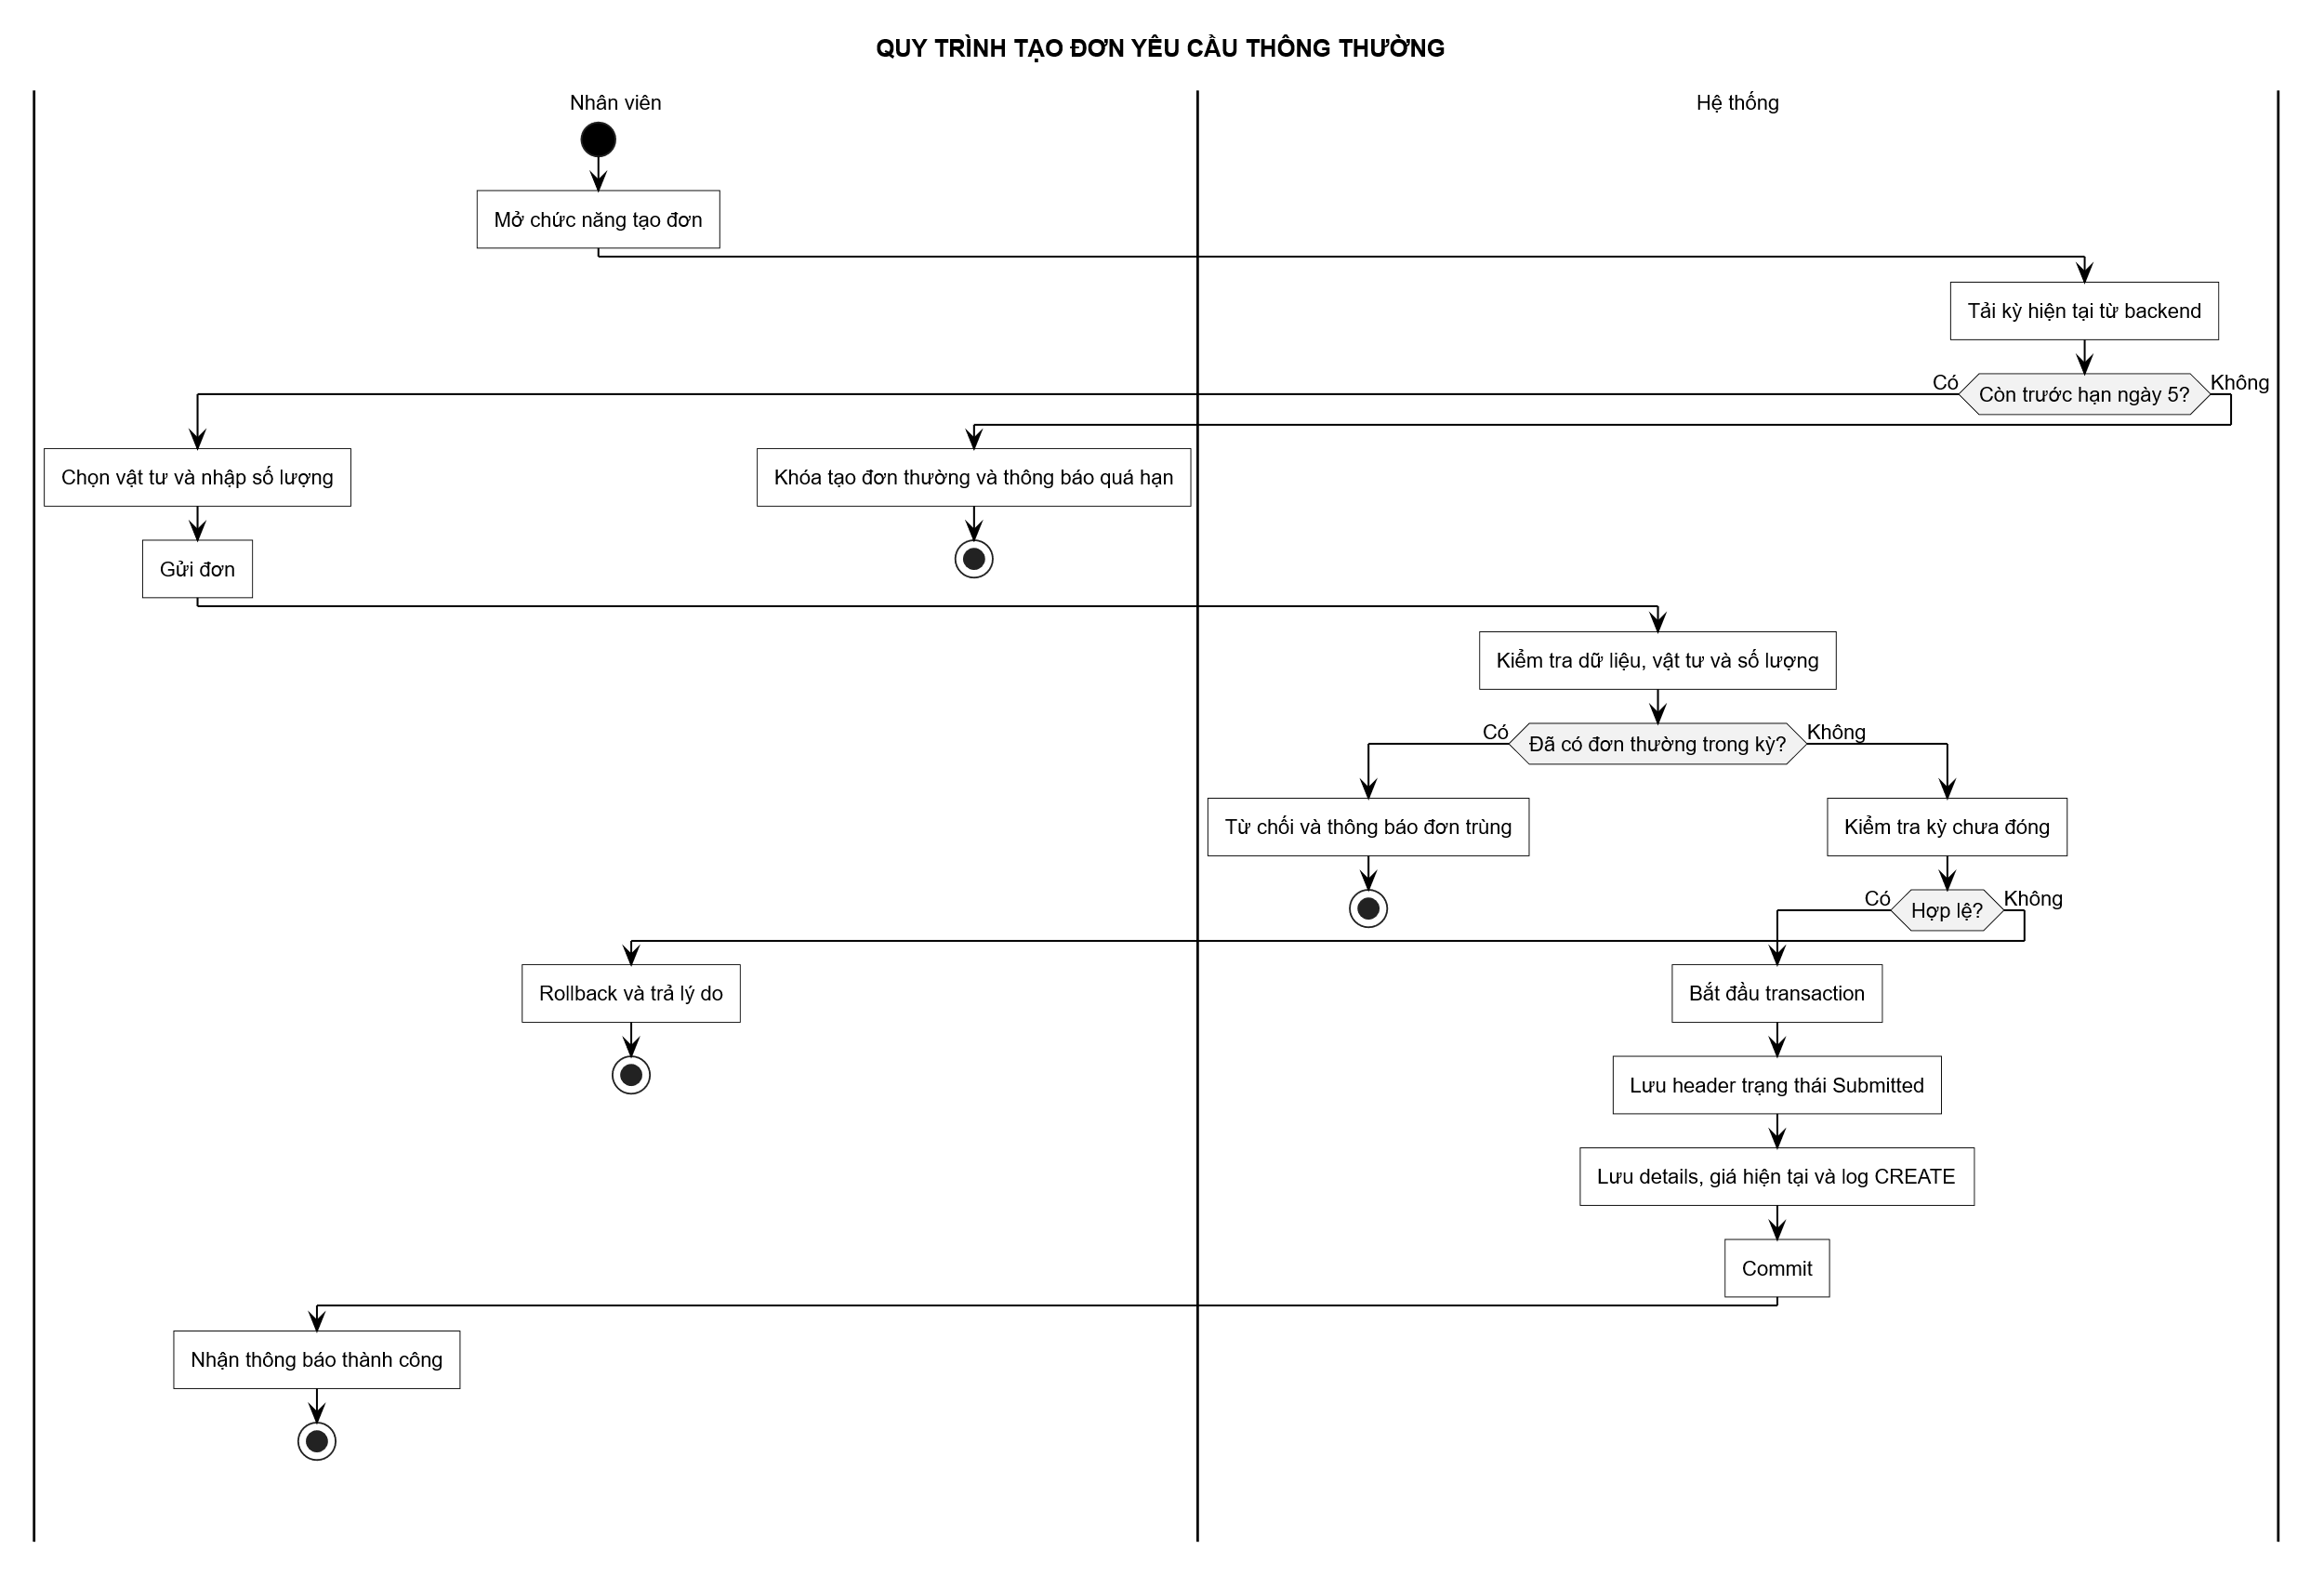 QUY TRÌNH TẠO ĐƠN YÊU CẦU THÔNG THƯỜNG
Nhân viên
Hệ thống
Mở chức năng tạo đơn
Tải kỳ hiện tại từ backend
Có
Còn trước hạn ngày 5?
Không
Chọn vật tư và nhập số lượng
Khóa tạo đơn thường và thông báo quá hạn
Gửi đơn
Kiểm tra dữ liệu, vật tư và số lượng
Có
Đã có đơn thường trong kỳ?
Không
Từ chối và thông báo đơn trùng
Kiểm tra kỳ chưa đóng
Có
Hợp lệ?
Không
Rollback và trả lý do
Bắt đầu transaction
Lưu header trạng thái Submitted
Lưu details, giá hiện tại và log CREATE
Commit
Nhận thông báo thành công